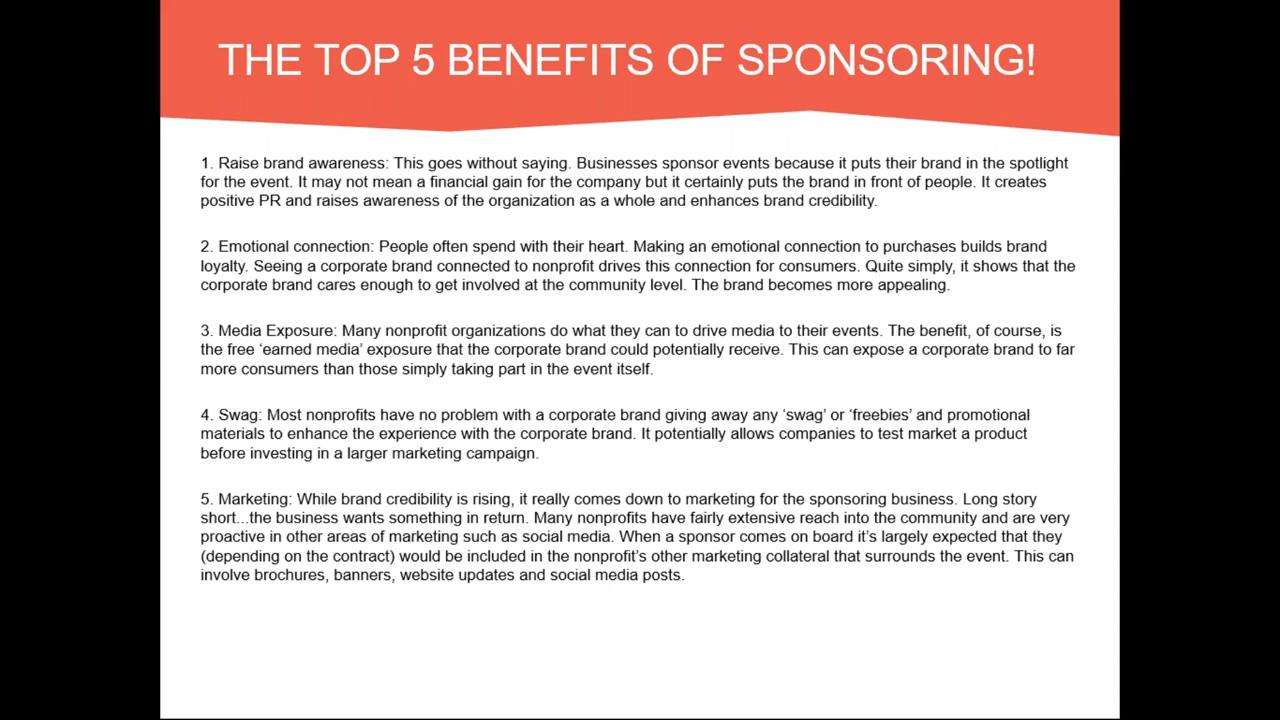 THE TOP 5 BENEFITS OF SPONSORING!
1. Raise brand awareness: This goes without saying. Businesses sponsor events because it puts their brand in the spotlight
for the event. It may not mean a financial gain for the company but it certainly puts the brand in front of people. It creates
positive PR and raises awareness of the organization as a whole and enhances brand credibility.
2. Emotional connection: People often spend with their heart. Making an emotional connection to purchases builds brand
loyalty. Seeing a corporate brand connected to nonprofit drives this connection for consumers. Quite simply, it shows that the
corporate brand cares enough to get involved at the community level. The brand becomes more appealing.
3. Media Exposure: Many nonprofit organizations do what they can to drive media to their events. The benefit, of course, is
the free ‘earned media’ exposure that the corporate brand could potentially receive. This can expose a corporate brand to far
more consumers than those simply taking part in the event itself.
4. Swag: Most nonprofits have no problem with a corporate brand giving away any ‘swag’ or ‘freebies’ and promotional
materials to enhance the experience with the corporate brand. It potentially allows companies to test market a product
before investing in a larger marketing campaign.
5. Marketing: While brand credibility is rising, it really comes down to marketing for the sponsoring business. Long story
short...the business wants something in return. Many nonprofits have fairly extensive reach into the community and are very
proactive in other areas of marketing such as social media. When a sponsor comes on board it’s largely expected that they
(depending on the contract) would be included in the nonprofit’s other marketing collateral that surrounds the event. This can
involve brochures, banners, website updates and social media posts.